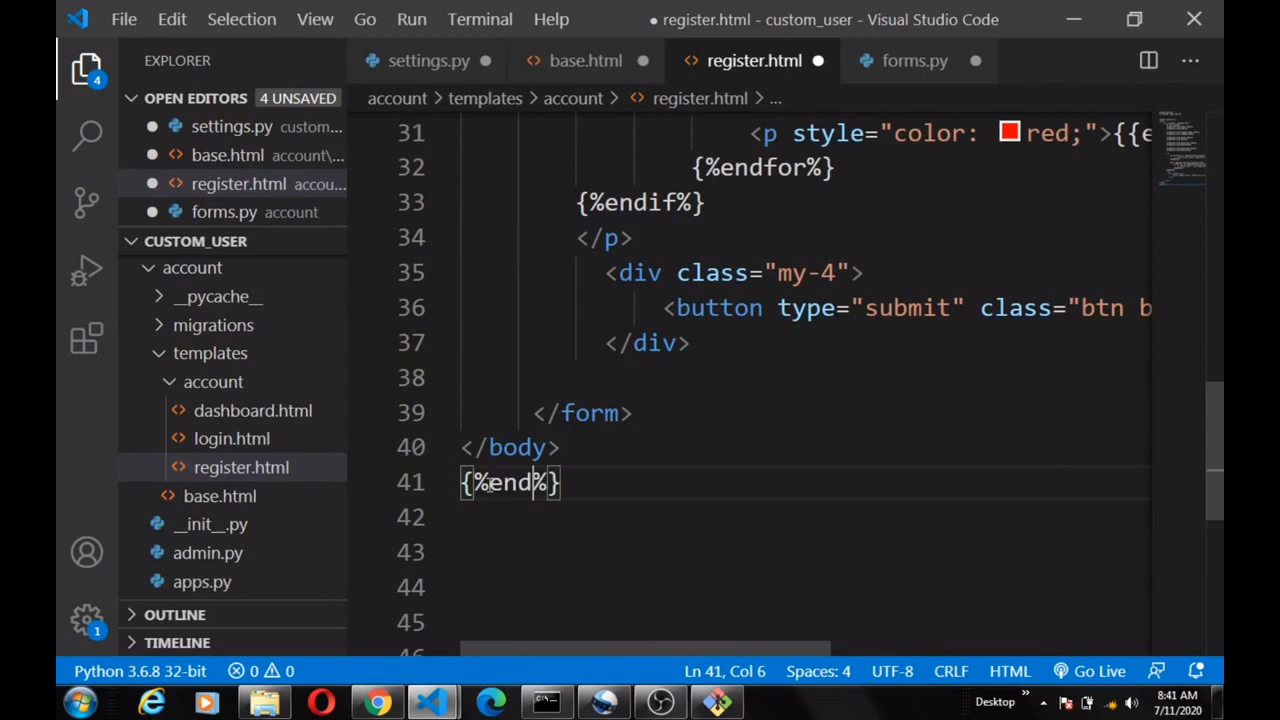 File Edit Selection View Go Run Terminal Help ● register.html - custom_user - Visual Studio Code
EXPLORER
settings.py ● base.html ● register.html ● forms.py ●
OPEN EDITORS 4 UNSAVED
account > templates > account > register.html > ...
settings.py custom...
base.html account\...
register.html accou...
forms.py account
CUSTOM_USER
account
__pycache__
migrations
templates
account
dashboard.html
login.html
register.html
base.html
__init__.py
admin.py
apps.py
OUTLINE
TIMELINE
4
1
31 <p style="color: red;">{{e
32 {%endfor%}
33 {%endif%}
34 </p>
35 <div class="my-4">
36 <button type="submit" class="btn b
37 </div>
38
39 </form>
40 </body>
41 {%end%}
42
43
44
45
Python 3.6.8 32-bit 0 0 Ln 41, Col 6 Spaces: 4 UTF-8 CRLF HTML Go Live
Desktop » 8:41 AM
7/11/2020